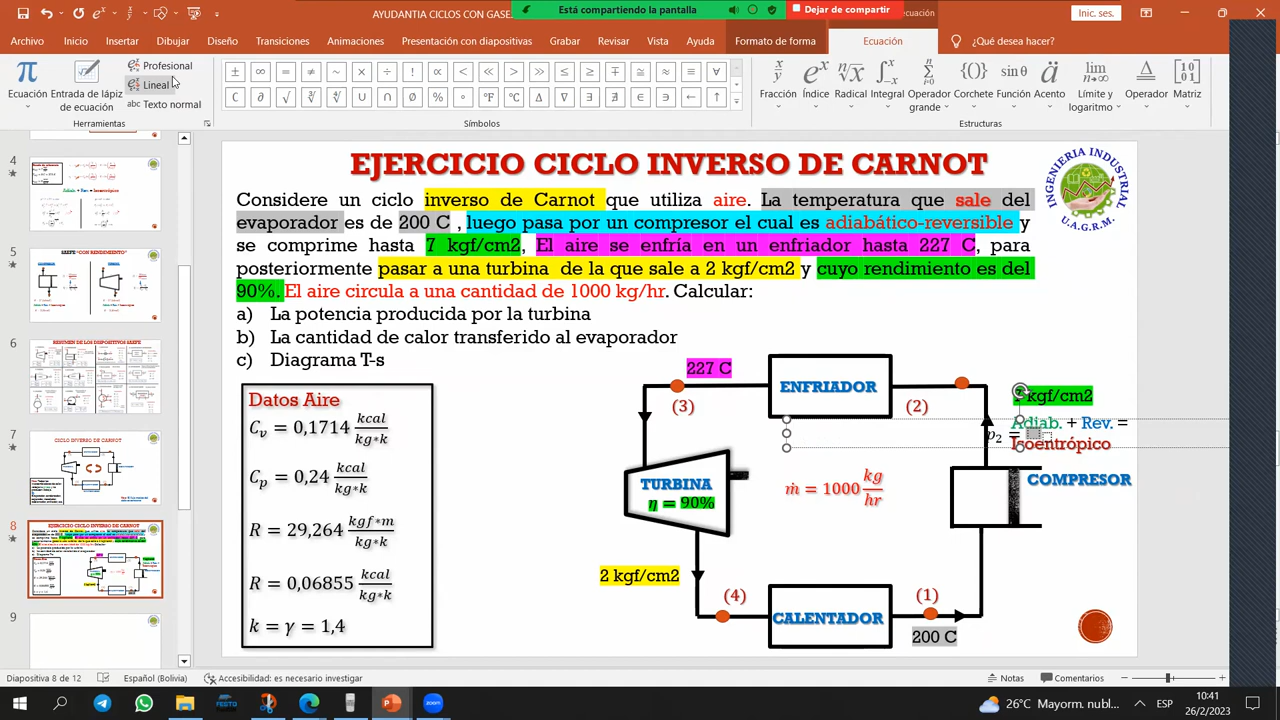 AYUDANTIA CICLOS CON GASE
Está compartiendo la pantalla
Dejar de compartir
ecuación
Inic. ses.
Archivo Inicio Insertar Dibujar Diseño Transiciones Animaciones Presentación con diapositivas Grabar Revisar Vista Ayuda Formato de forma Ecuación ¿Qué desea hacer?
π Ecuación
Entrada de lápiz de ecuación
Profesional
Lineal
abc Texto normal
Herramientas
± ∞ = ≠ ~ × ÷ ! ∝ < ≪ > ≫ ≤ ≥ ∓ ≅ ≈ ≡ ∀
∁ ∂ √ ∛ ∜ ∪ ∩ ∅ % ° °F °C ∆ ∇ ∃ ∄ ∈ ∋ ← ↑
Símbolos
Fracción Índice Radical Integral Operador grande Corchete Función Acento Límite y logaritmo Operador Matriz
Estructuras
4
6
7
8
9
EJERCICIO CICLO INVERSO DE CARNOT
INGENIERIA INDUSTRIAL
U.A.G.R.M.
Considere un ciclo inverso de Carnot que utiliza aire. La temperatura que sale del
evaporador es de 200 C , luego pasa por un compresor el cual es adiabático-reversible y
se comprime hasta 7 kgf/cm2, El aire se enfría en un enfriador hasta 227 C, para
posteriormente pasar a una turbina de la que sale a 2 kgf/cm2 y cuyo rendimiento es del
90%. El aire circula a una cantidad de 1000 kg/hr. Calcular:
a) La potencia producida por la turbina
b) La cantidad de calor transferido al evaporador
c) Diagrama T-s
Datos Aire
C_v = 0,1714 kcal/kg*k
C_p = 0,24 kcal/kg*k
R = 29,264 kgf*m/kg*k
R = 0,06855 kcal/kg*k
k = γ = 1,4
227 C
ENFRIADOR
(3)
(2)
kgf/cm2
Adiab. + Rev. =
Isoentrópico
p₂ =
TURBINA
η = 90%
ṁ = 1000 kg/hr
COMPRESOR
2 kgf/cm2
(4)
CALENTADOR
(1)
200 C
Diapositiva 8 de 12
Español (Bolivia)
Accesibilidad: es necesario investigar
Notas
Comentarios
FESTO
26°C Mayorm. nubl...
ESP
10:41
26/2/2023